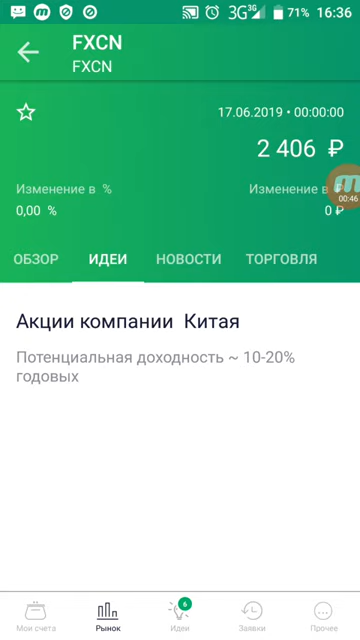 3G 3G 71% 16:36
FXCN
FXCN
17.06.2019 • 00:00:00
2 406 ₽
Изменение в %
Изменение в
0,00 %
0 ₽
00:46
ОБЗОР ИДЕИ НОВОСТИ ТОРГОВЛЯ
Акции компании Китая
Потенциальная доходность ~ 10-20%
годовых
6
Мои счета Рынок Идеи Заявки Прочее